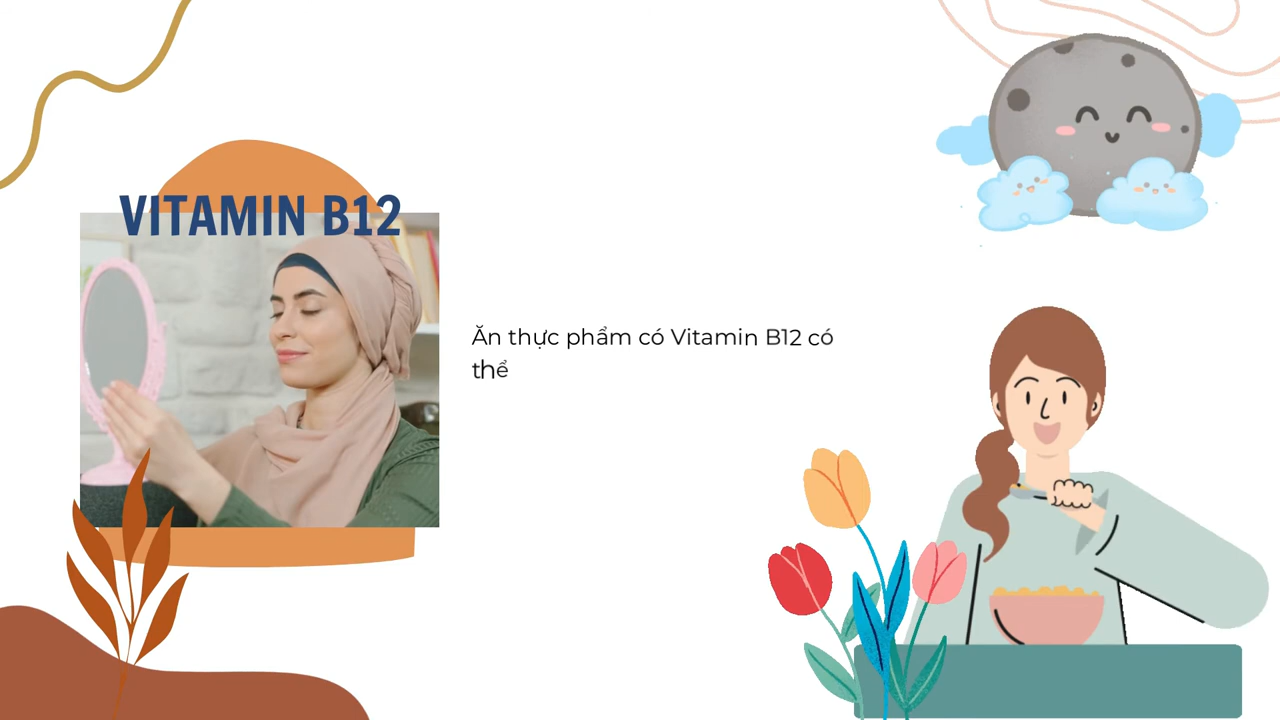 VITAMIN B12
Ăn thực phẩm có Vitamin B12 có
thể